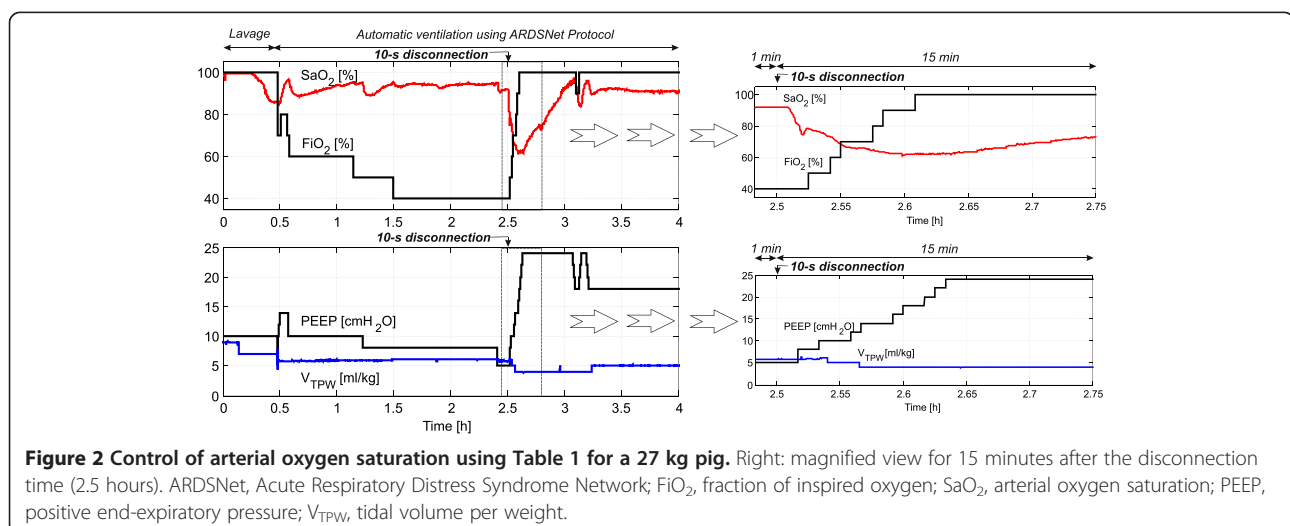 Lavage
Automatic ventilation using ARDSNet Protocol
10-s disconnection
100
80
60
40
SaO2 [%]
FiO2 [%]
0 0.5 1 1.5 2 2.5 3 3.5 4
1 min 15 min
10-s disconnection
100
90
80
70
60
50
40
SaO2 [%]
FiO2 [%]
2.5 2.55 2.6 2.65 2.7 2.75
Time [h]
10-s disconnection
25
20
15
10
5
0
PEEP [cmH2O]
VTPW [ml/kg]
0 0.5 1 1.5 2 2.5 3 3.5 4
Time [h]
1 min 15 min
10-s disconnection
25
20
15
10
5
0
PEEP [cmH2O]
VTPW [ml/kg]
2.5 2.55 2.6 2.65 2.7 2.75
Time [h]
Figure 2 Control of arterial oxygen saturation using Table 1 for a 27 kg pig. Right: magnified view for 15 minutes after the disconnection
time (2.5 hours). ARDSNet, Acute Respiratory Distress Syndrome Network; FiO2, fraction of inspired oxygen; SaO2, arterial oxygen saturation; PEEP,
positive end-expiratory pressure; VTPW, tidal volume per weight.